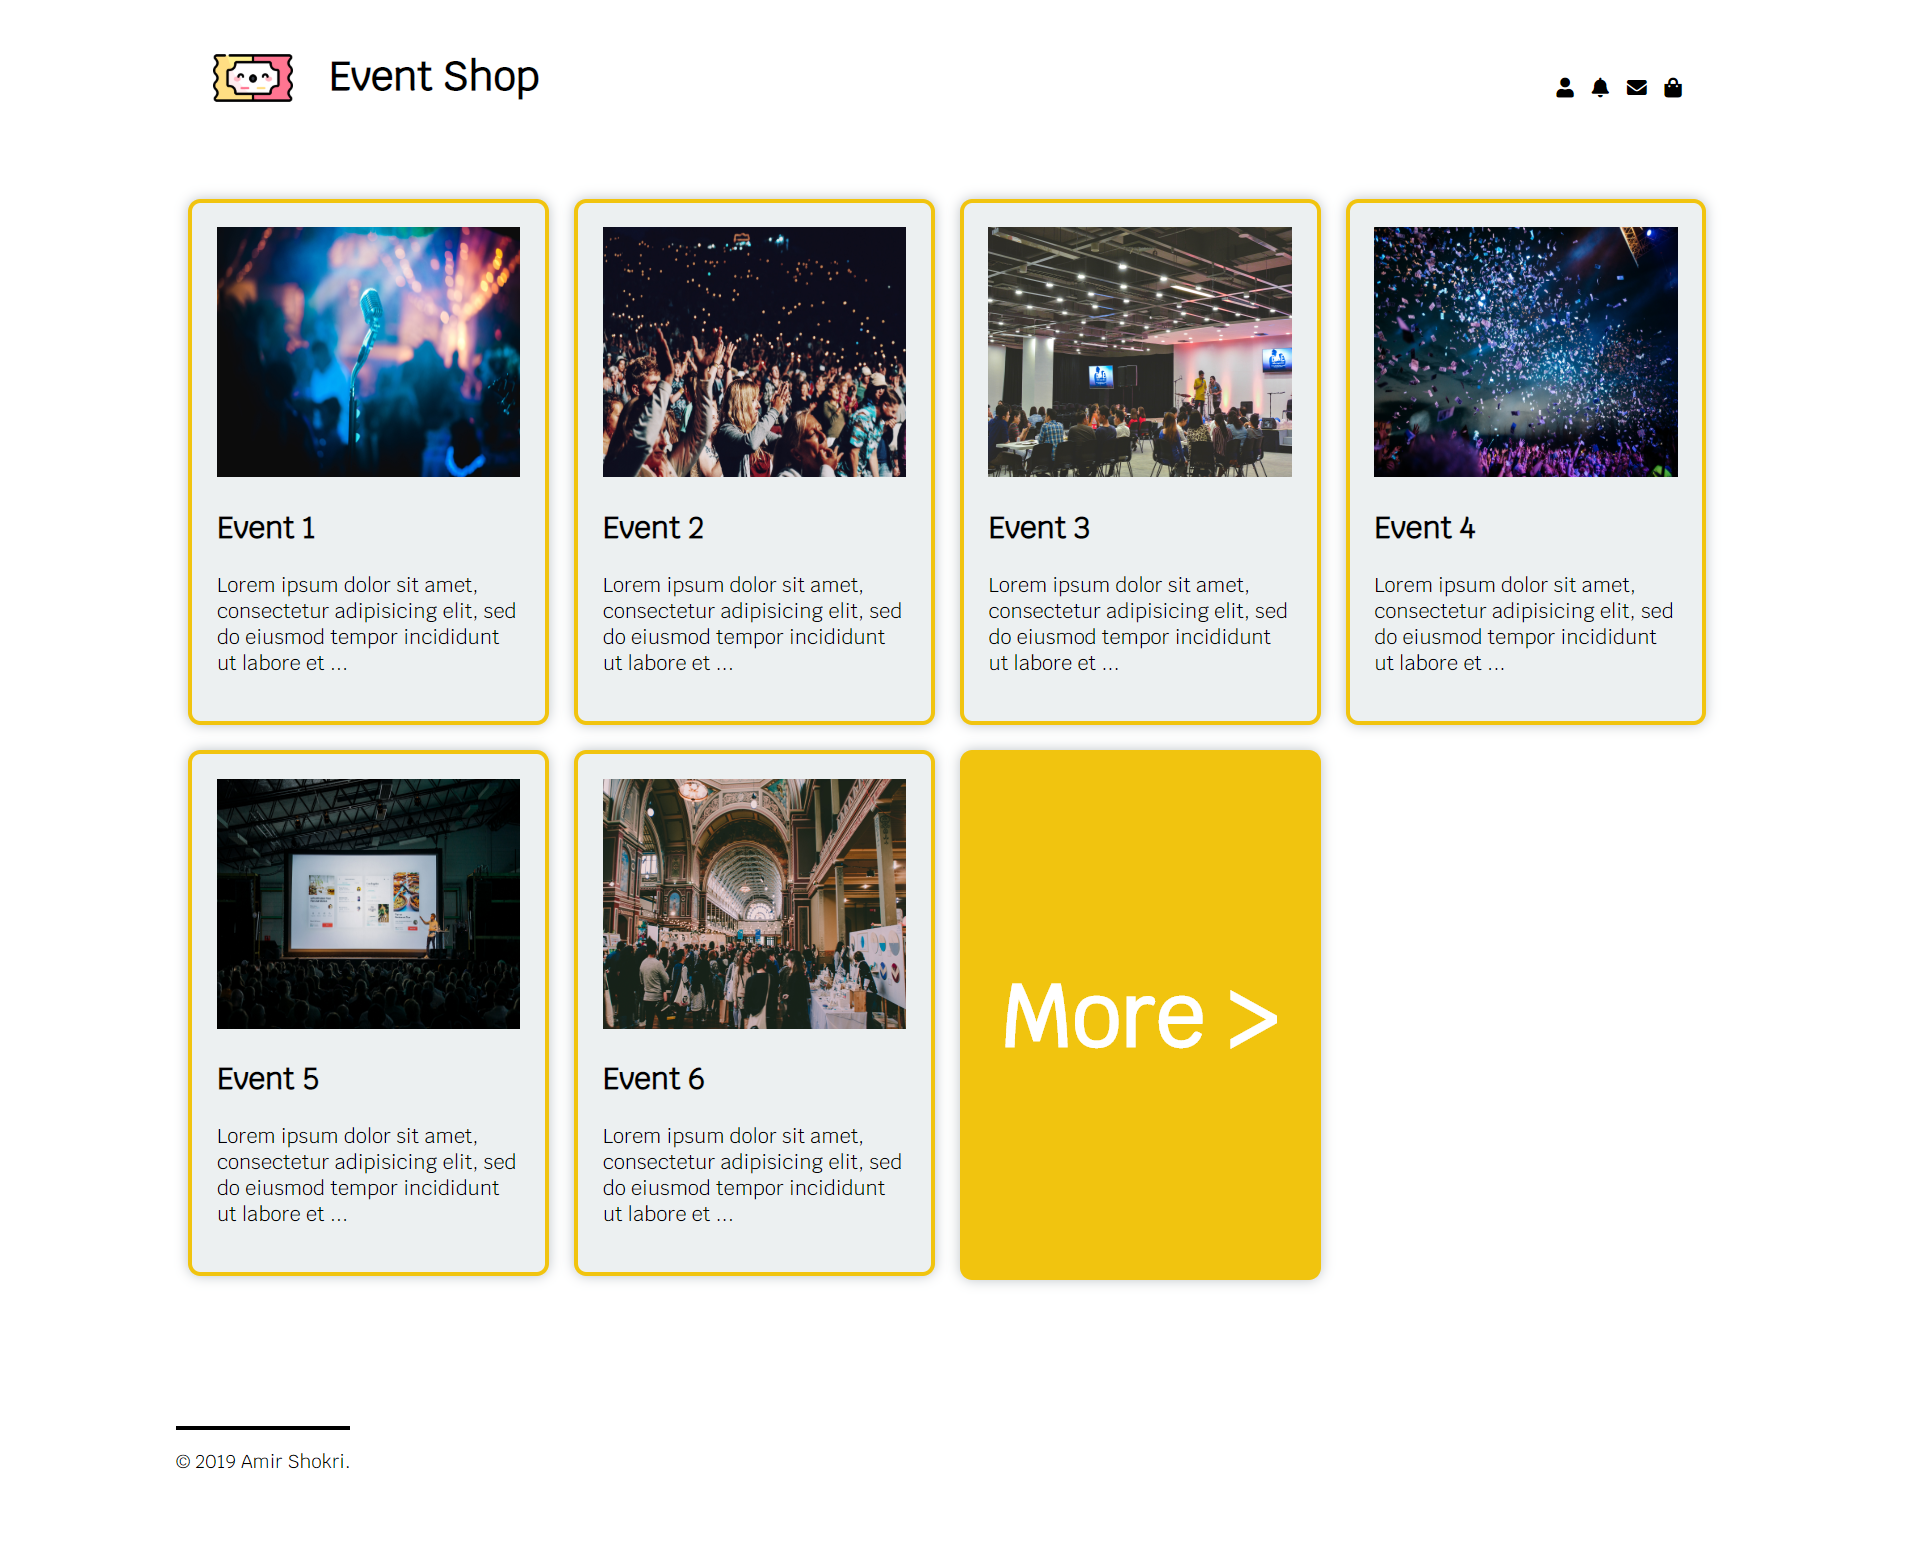 Event Shop
Event 1
Lorem ipsum dolor sit amet,
consectetur adipisicing elit, sed
do eiusmod tempor incididunt
ut labore et ...
Event 2
Lorem ipsum dolor sit amet,
consectetur adipisicing elit, sed
do eiusmod tempor incididunt
ut labore et ...
Event 3
Lorem ipsum dolor sit amet,
consectetur adipisicing elit, sed
do eiusmod tempor incididunt
ut labore et ...
Event 4
Lorem ipsum dolor sit amet,
consectetur adipisicing elit, sed
do eiusmod tempor incididunt
ut labore et ...
Event 5
Lorem ipsum dolor sit amet,
consectetur adipisicing elit, sed
do eiusmod tempor incididunt
ut labore et ...
Event 6
Lorem ipsum dolor sit amet,
consectetur adipisicing elit, sed
do eiusmod tempor incididunt
ut labore et ...
More >
© 2019 Amir Shokri.